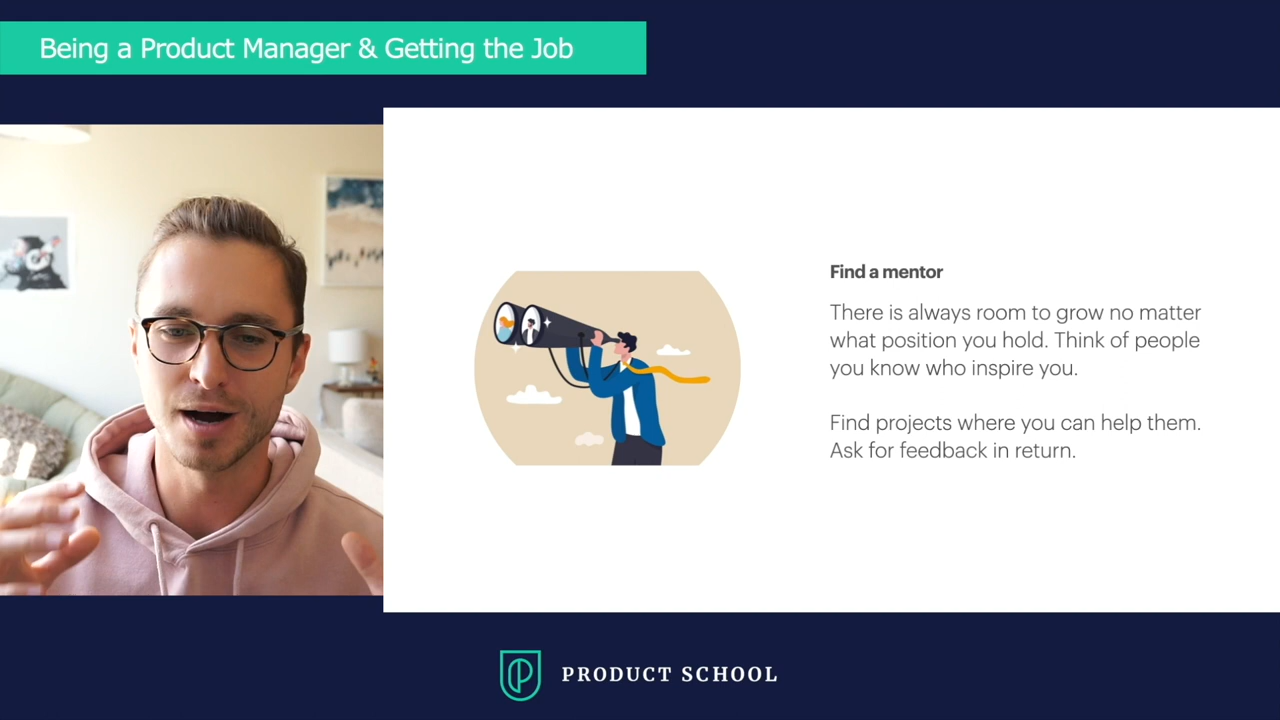 Being a Product Manager & Getting the Job
Find a mentor
There is always room to grow no matter
what position you hold. Think of people
you know who inspire you.
Find projects where you can help them.
Ask for feedback in return.
PRODUCT SCHOOL